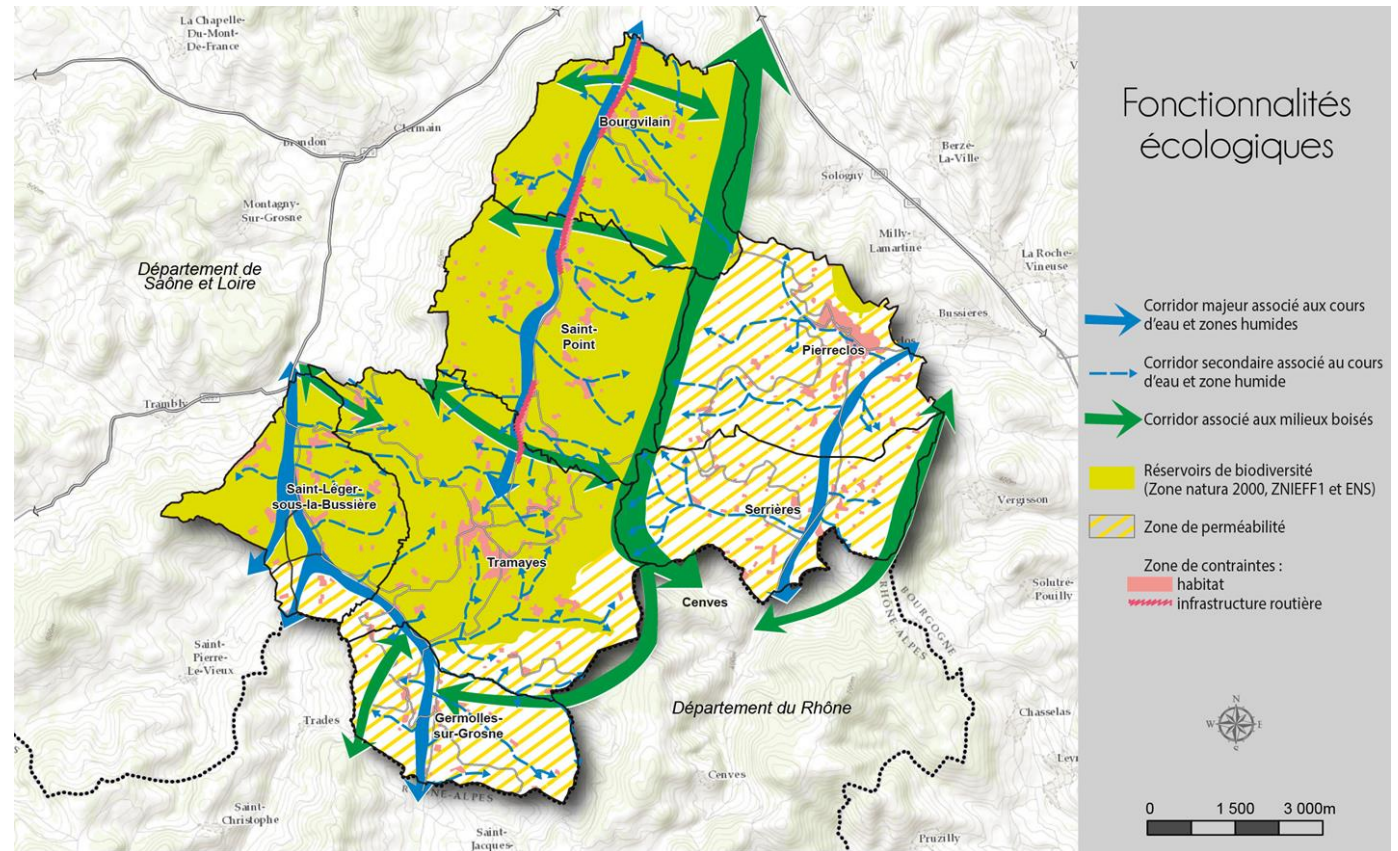 La Chapelle-
Du-Mont-
De-France
Clermain
Brandon
Bourgvilain
Berzé-
La-Ville
Sologny
Montagny-
Sur-Grosne
Milly-
Lamartine
La Roche-
Vineuse
Département de
Saône et Loire
Bussières
Saint-
Point
Pierreclos
Trambly
Saint-Léger-
sous-la-Bussière
Serrières
Vergisson
Tramayes
Cenves
Solutré-
Pouilly
BOURGOGNE
RHÔNE-ALPES
Saint-
Pierre-
Le-Vieux
Département du Rhône
Trades
Germolles-
sur-Grosne
Chasselas
Cenves
RHÔNE-ALPES
Saint-
Christophe
Saint-
Jacques-
Pruzilly
Fonctionnalités
écologiques
Corridor majeur associé aux cours
d'eau et zones humides
Corridor secondaire associé au cours
d'eau et zone humide
Corridor associé aux milieux boisés
Réservoirs de biodiversité
(Zone natura 2000, ZNIEFF1 et ENS)
Zone de perméabilité
Zone de contraintes :
habitat
infrastructure routière
N
W E
S
0 1 500 3 000m